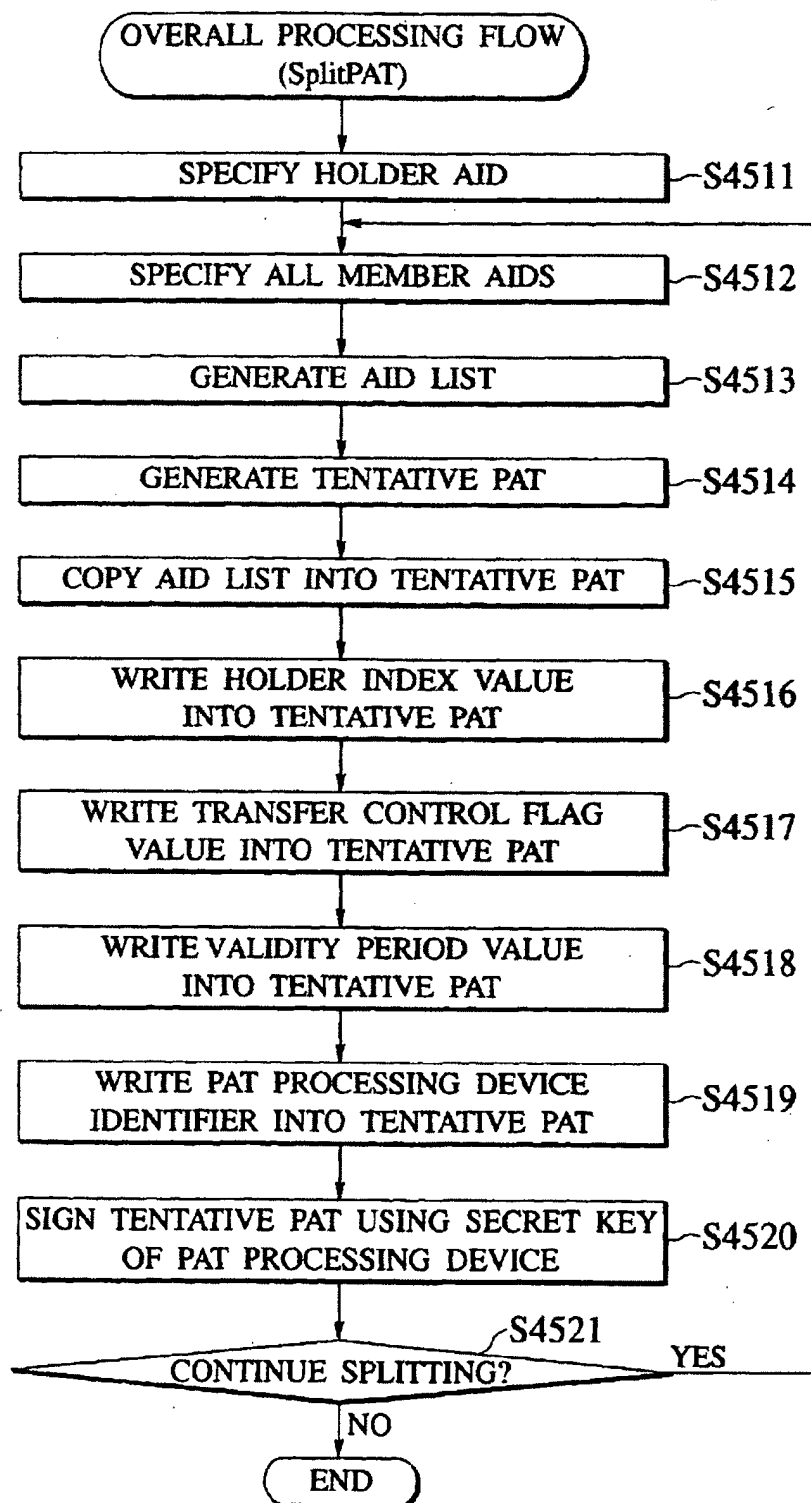 OVERALL PROCESSING FLOW
(SplitPAT)
SPECIFY HOLDER AID
S4511
SPECIFY ALL MEMBER AIDS
S4512
GENERATE AID LIST
S4513
GENERATE TENTATIVE PAT
S4514
COPY AID LIST INTO TENTATIVE PAT
S4515
WRITE HOLDER INDEX VALUE
INTO TENTATIVE PAT
S4516
WRITE TRANSFER CONTROL FLAG
VALUE INTO TENTATIVE PAT
S4517
WRITE VALIDITY PERIOD VALUE
INTO TENTATIVE PAT
S4518
WRITE PAT PROCESSING DEVICE
IDENTIFIER INTO TENTATIVE PAT
S4519
SIGN TENTATIVE PAT USING SECRET KEY
OF PAT PROCESSING DEVICE
S4520
S4521
CONTINUE SPLITTING?
YES
NO
END